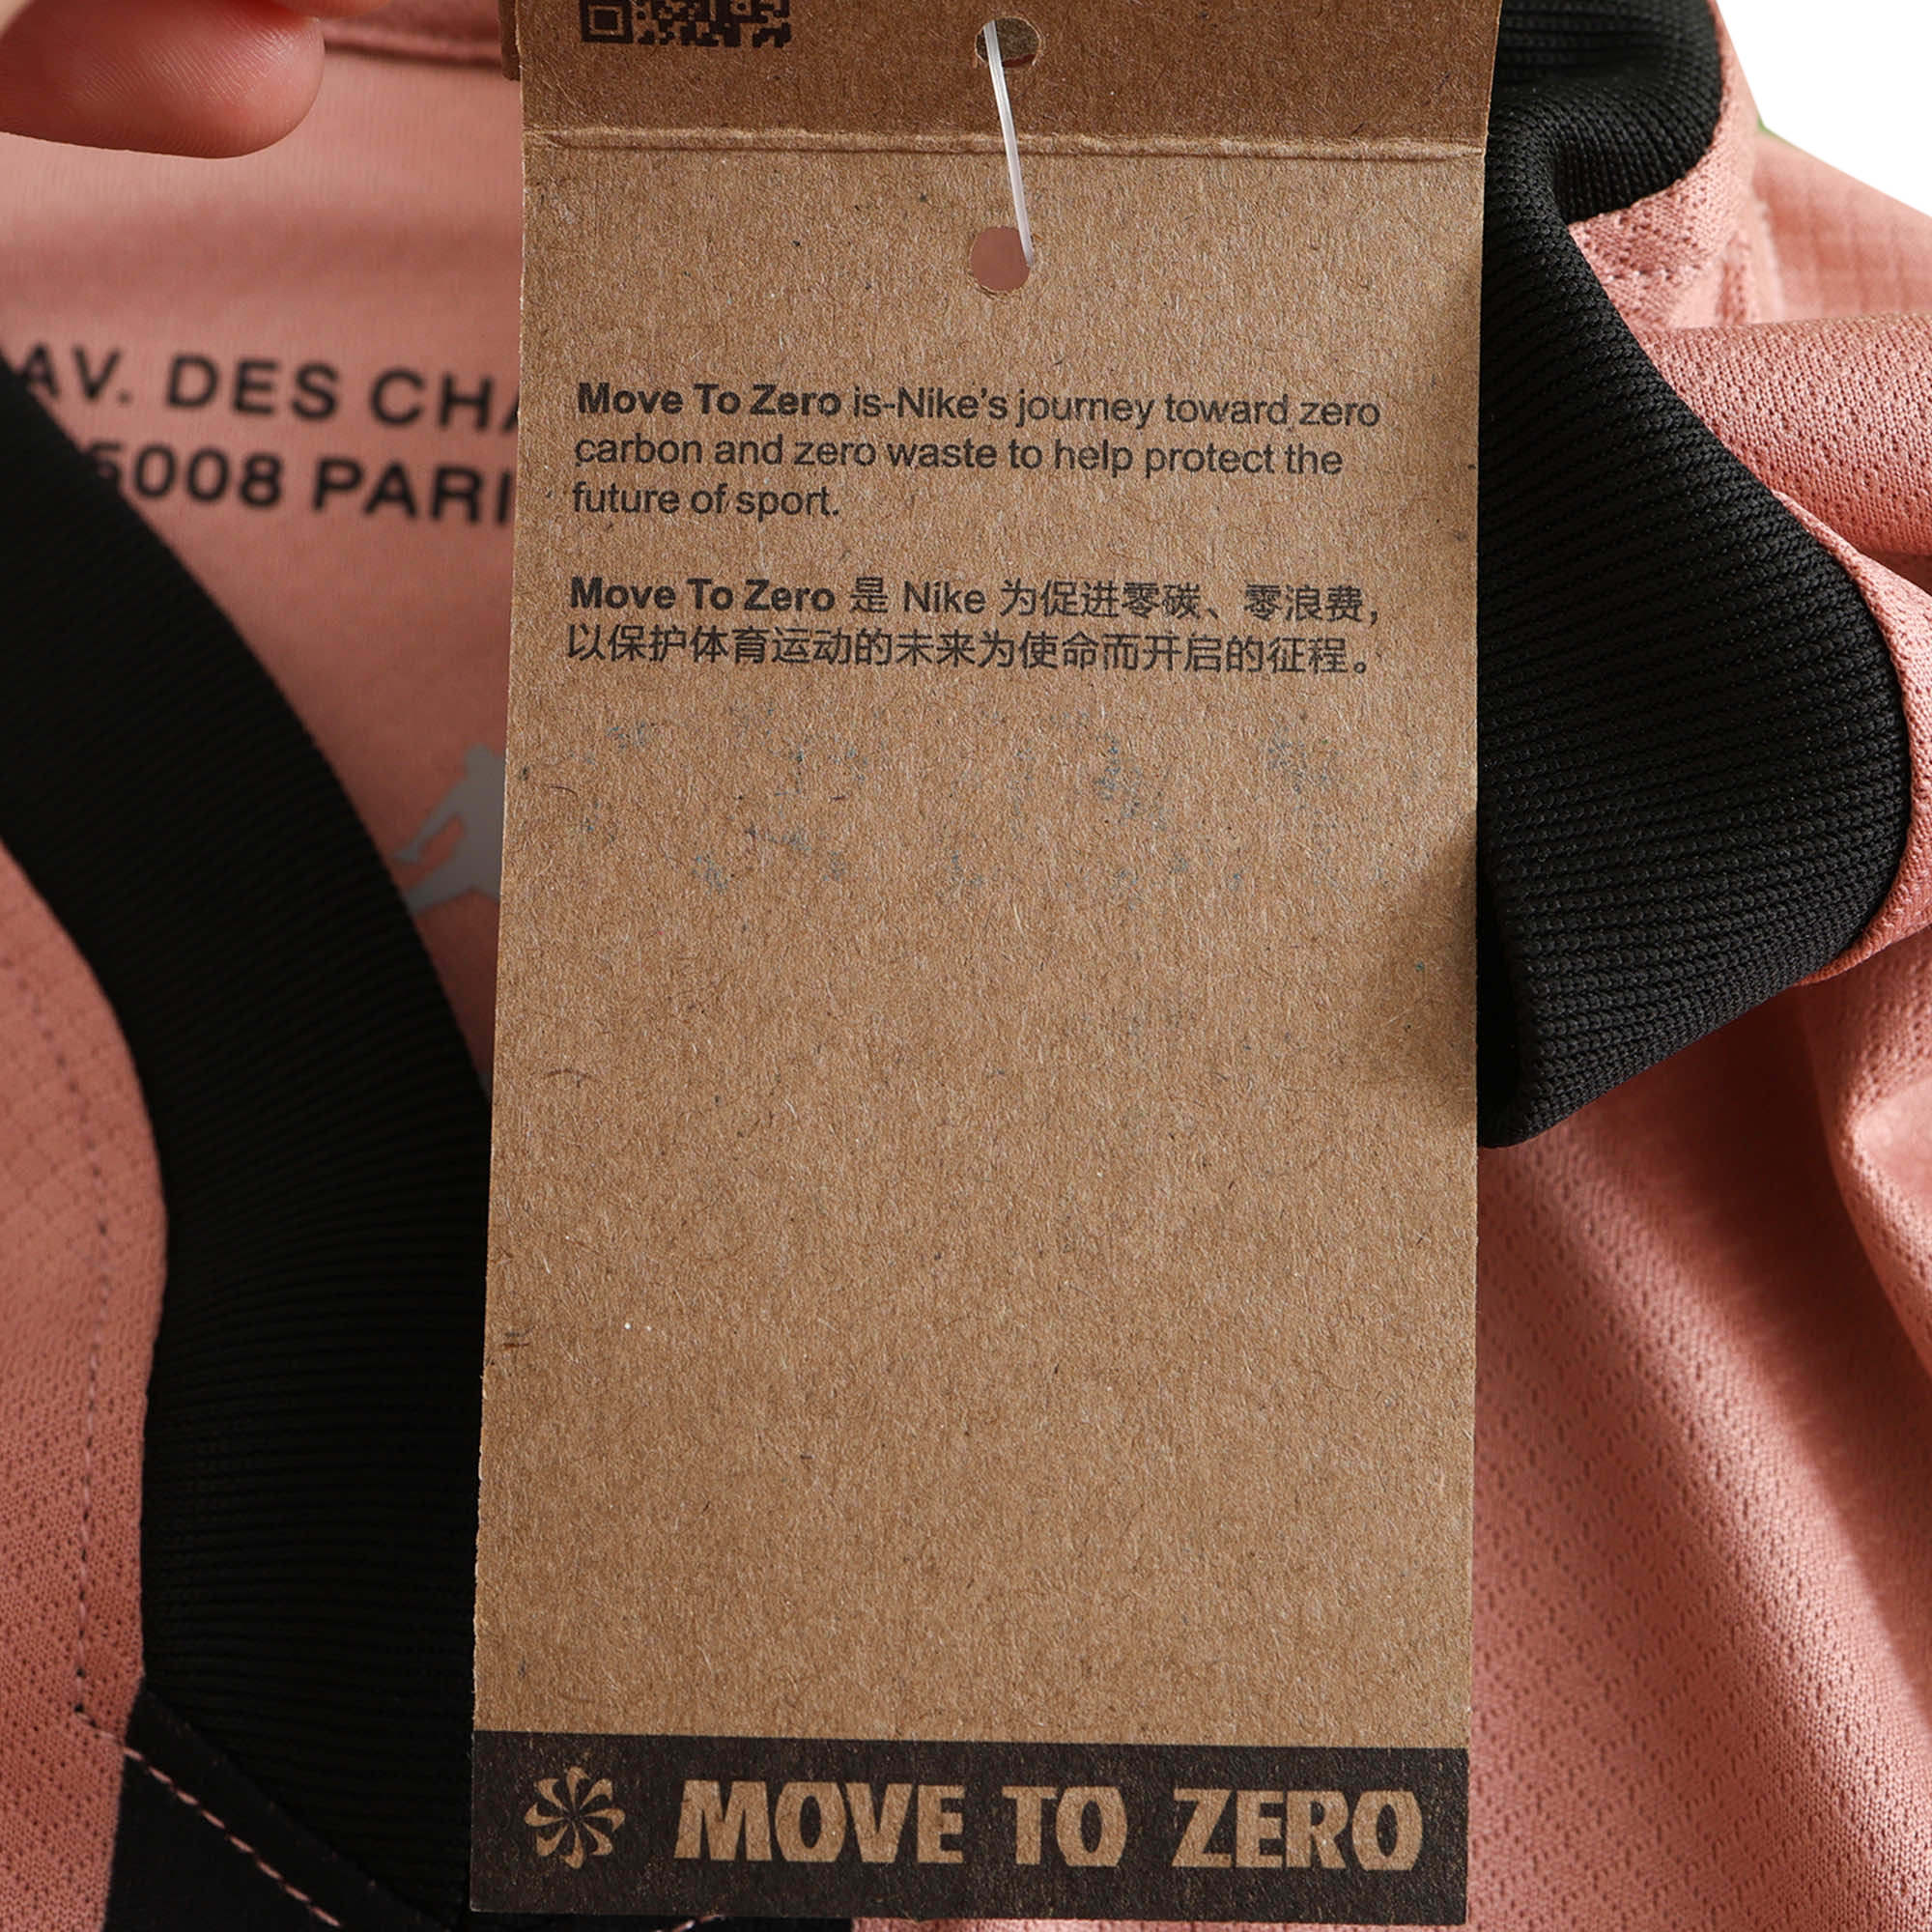 AV. DES CHA
5008 PARI
Move To Zero is-Nike's journey toward zero
carbon and zero waste to help protect the
future of sport.
Move To Zero 是 Nike 为促进零碳、零浪费，
以保护体育运动的未来为使命而开启的征程。
MOVE TO ZERO